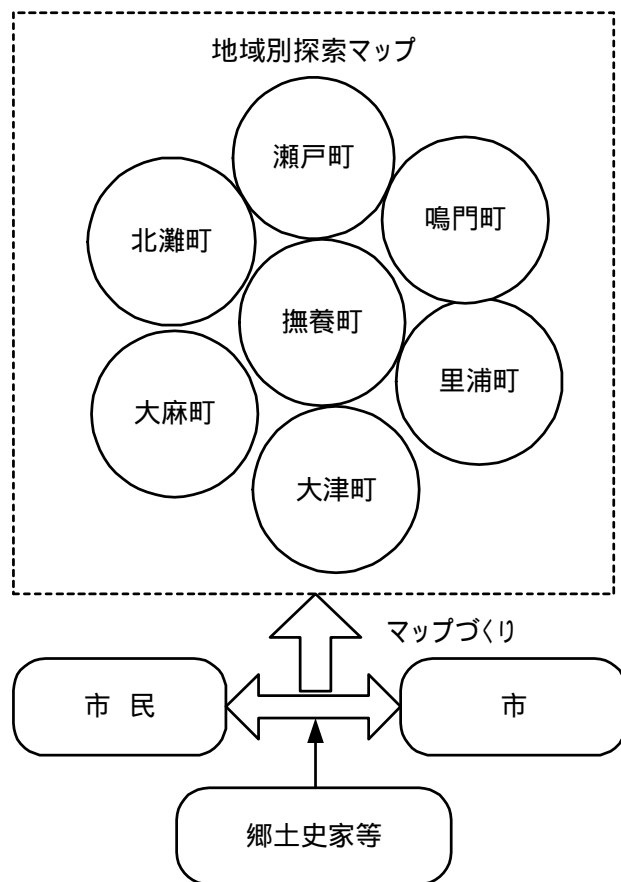 地域別探索マップ
瀬戸町
鳴門町
北灘町
撫養町
里浦町
大麻町
大津町
マップづくり
市 民
市
郷土史家等